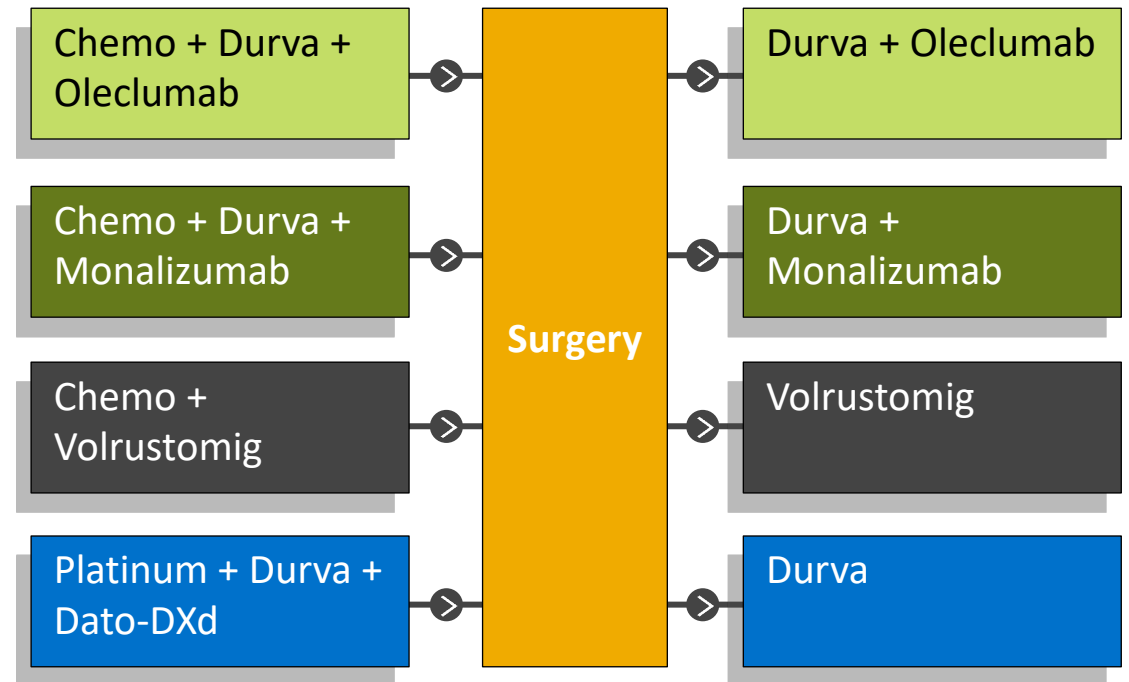 Chemo + Durva +
Oleclumab
Durva + Oleclumab
Chemo + Durva +
Monalizumab
Durva +
Monalizumab
Surgery
Chemo +
Volrustomig
Volrustomig
Platinum + Durva +
Dato-DXd
Durva